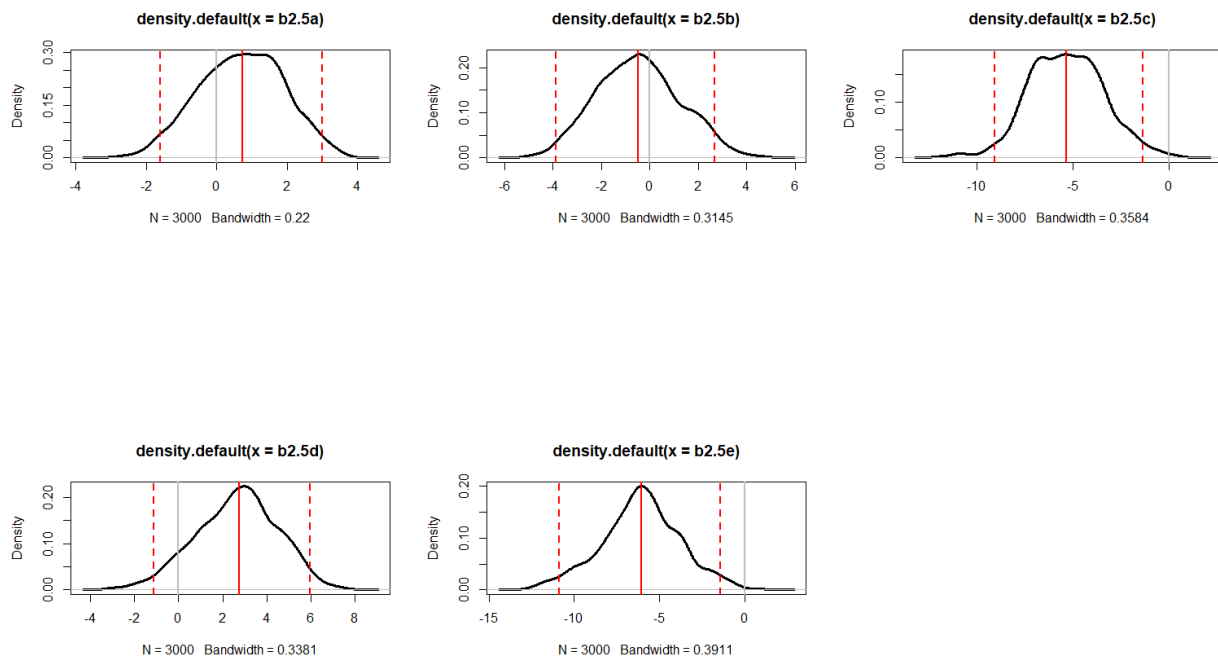 density.default(x = b2.5a)
Density
0.00 0.15 0.30
-4 -2 0 2 4
N = 3000 Bandwidth = 0.22
density.default(x = b2.5b)
Density
0.00 0.10 0.20
-6 -4 -2 0 2 4 6
N = 3000 Bandwidth = 0.3145
density.default(x = b2.5c)
Density
0.00 0.10
-10 -5 0
N = 3000 Bandwidth = 0.3584
density.default(x = b2.5d)
Density
0.00 0.10 0.20
-4 -2 0 2 4 6 8
N = 3000 Bandwidth = 0.3381
density.default(x = b2.5e)
Density
0.00 0.10 0.20
-15 -10 -5 0
N = 3000 Bandwidth = 0.3911